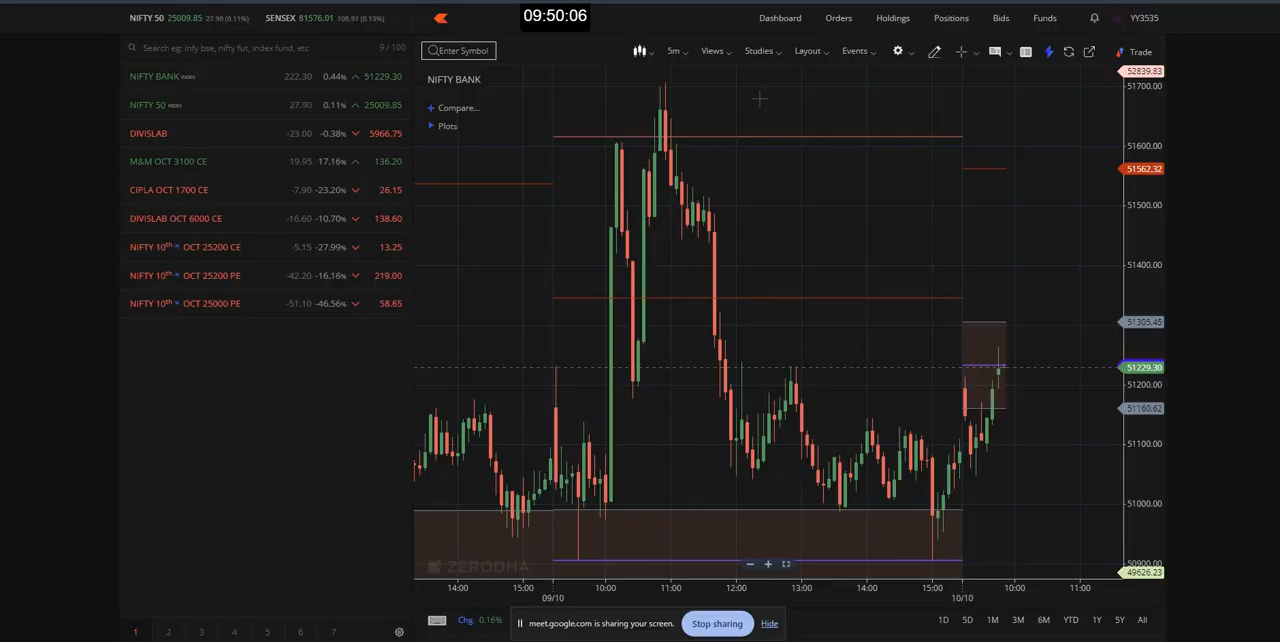 NIFTY 50 25009.85 27.90 (0.11%) SENSEX 81576.01 108.91 (0.13%)
09:50:06
Dashboard Orders Holdings Positions Bids Funds YY3535
Search eg: infy bse, nifty fut, index fund, etc 9 / 100
NIFTY BANK INDEX 222.30 0.44% 51229.30
NIFTY 50 INDEX 27.90 0.11% 25009.85
DIVISLAB -23.00 -0.38% 5966.75
M&M OCT 3100 CE 19.95 17.16% 136.20
CIPLA OCT 1700 CE -7.90 -23.20% 26.15
DIVISLAB OCT 6000 CE -16.60 -10.70% 138.60
NIFTY 10th OCT 25200 CE -5.15 -27.99% 13.25
NIFTY 10th OCT 25200 PE -42.20 -16.16% 219.00
NIFTY 10th OCT 25000 PE -51.10 -46.56% 58.65
1 2 3 4 5 6 7
Enter Symbol 5m Views Studies Layout Events Trade
NIFTY BANK
+ Compare...
Plots
52839.83
51700.00
51600.00
51562.32
51500.00
51400.00
51305.45
51229.30
51200.00
51160.62
51100.00
51000.00
50900.00
49626.23
ZERODHA
14:00 15:00 10:00 11:00 12:00 13:00 14:00 15:00 10:00 11:00
09/10 10/10
Chg. 0.16%
meet.google.com is sharing your screen. Stop sharing Hide
1D 5D 1M 3M 6M YTD 1Y 5Y All